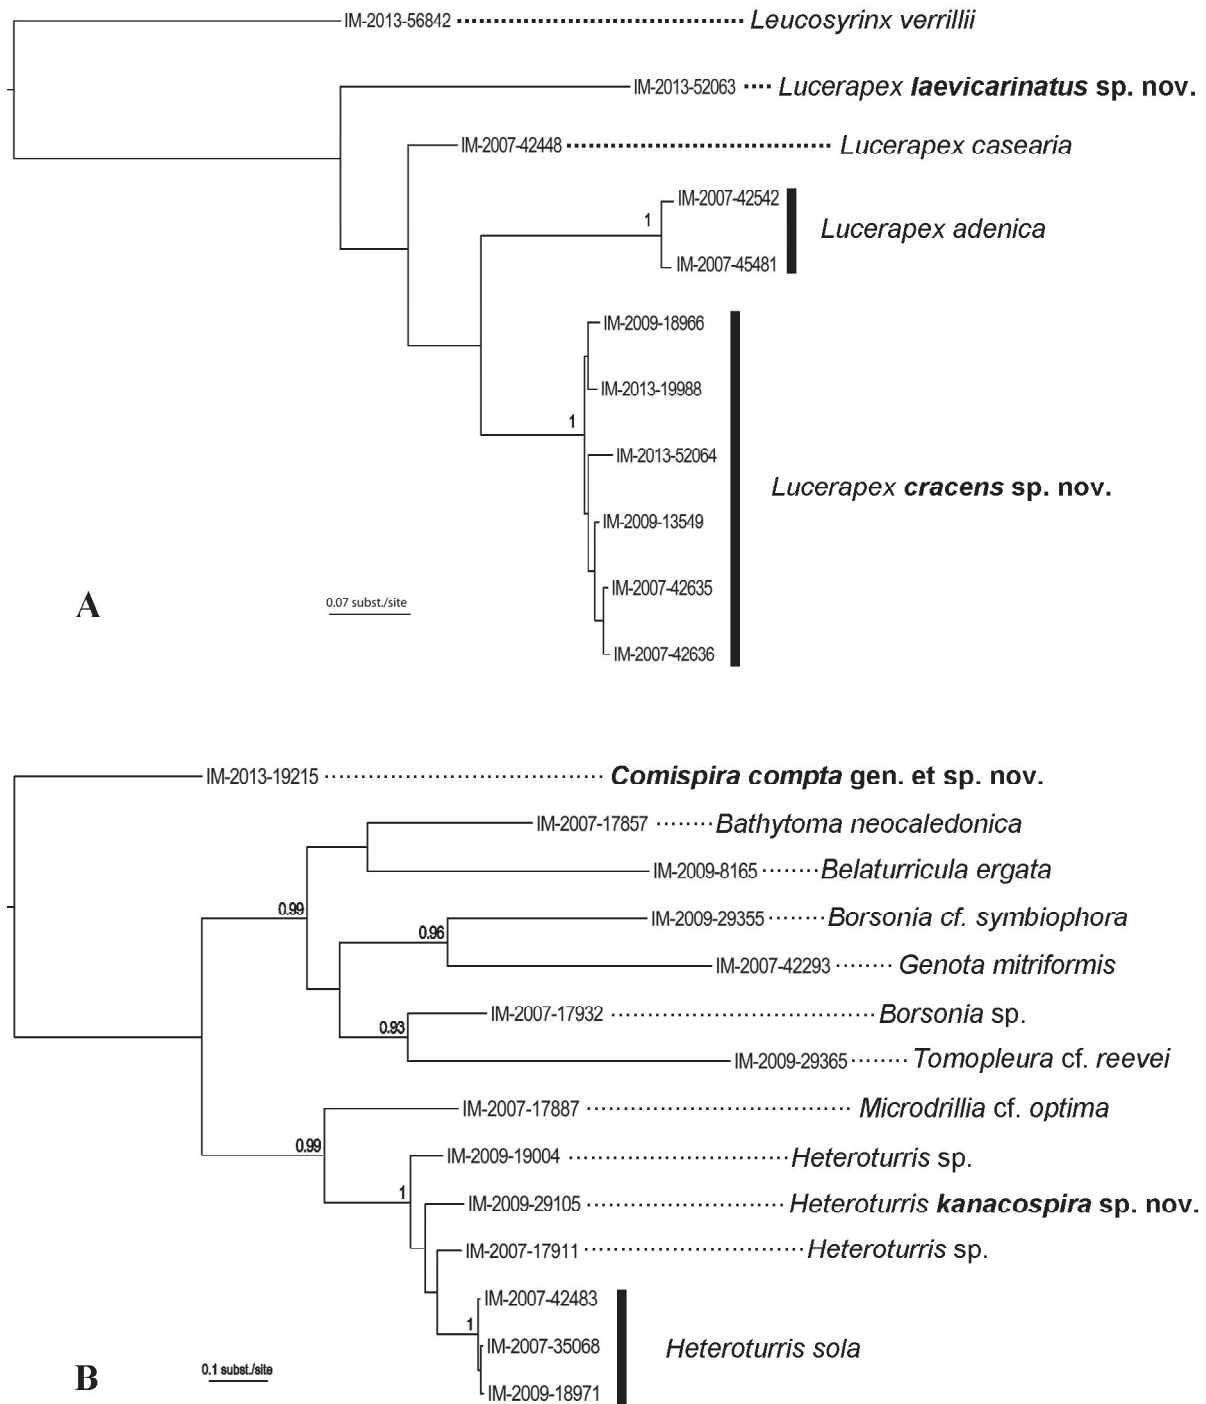 IM-2013-56842 Leucosyrinx verrillii
IM-2013-52063 Lucerapex laevicarinatus sp. nov.
IM-2007-42448 Lucerapex casearia
IM-2007-42542
1
Lucerapex adenica
IM-2007-45481
IM-2009-18966
IM-2013-19988
1
IM-2013-52064
Lucerapex cracens sp. nov.
IM-2009-13549
IM-2007-42635
A
0.07 subst./site
IM-2007-42636
IM-2013-19215 Comispira compta gen. et sp. nov.
IM-2007-17857 Bathytoma neocaledonica
IM-2009-8165 Belaturricula ergata
0.99
IM-2009-29355 Borsonia cf. symbiophora
0.96
IM-2007-42293 Genota mitriformis
IM-2007-17932 Borsonia sp.
0.93
IM-2009-29365 Tomopleura cf. reevei
IM-2007-17887 Microdrillia cf. optima
0.99
IM-2009-19004 Heteroturris sp.
1
IM-2009-29105 Heteroturris kanacospira sp. nov.
IM-2007-17911 Heteroturris sp.
IM-2007-42483
1
IM-2007-35068 Heteroturris sola
B
0.1 subst./site
IM-2009-18971